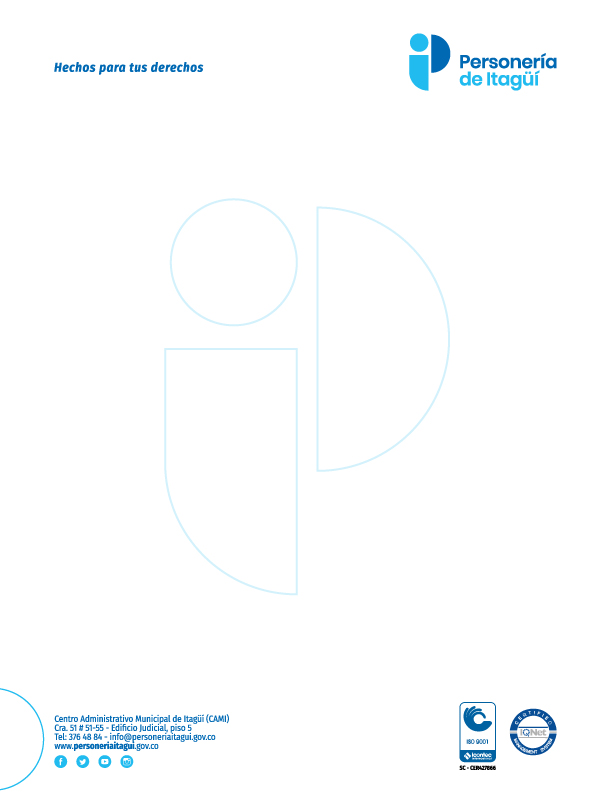 Hechos para tus derechos
Personería
de Itagüí
Centro Administrativo Municipal de Itagüí (CAMI)
Cra. 51 # 51-55 - Edificio Judicial, piso 5
Tel: 376 48 84 - info@personeriaitagui.gov.co
www.personeriaitagui.gov.co
ISO 9001
icontec
SC - CER427866
CERTIFIED
IQNet
MANAGEMENT SYSTEM